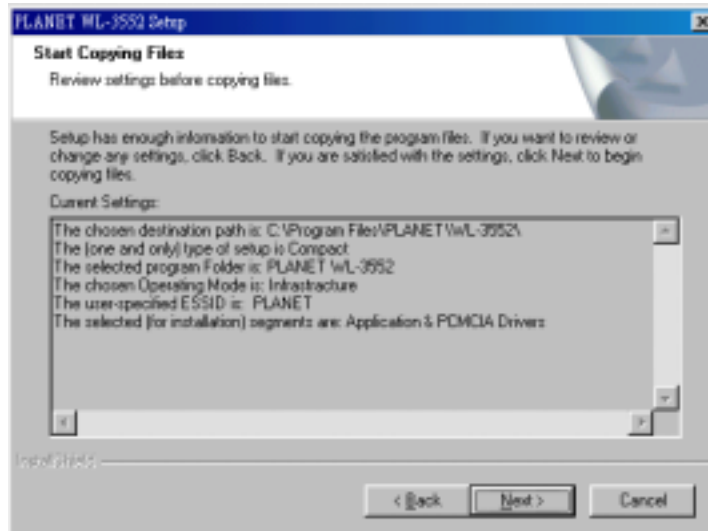 PLANET WL-3552 Setup
Start Copying Files
Review settings before copying files.
Setup has enough information to start copying the program files.  If you want to review or
change any settings, click Back.  If you are satisfied with the settings, click Next to begin
copying files.
Current Settings:
The chosen destination path is: C:\Program Files\PLANET\WL-3552\
The (one and only) type of setup is Compact
The selected program Folder is: PLANET WL-3552
The chosen Operating Mode is: Infrastracture
The user-specified ESSID is:  PLANET
The selected (for installation) segments are: Application & PCMCIA Drivers
InstallShield
< Back
Next >
Cancel